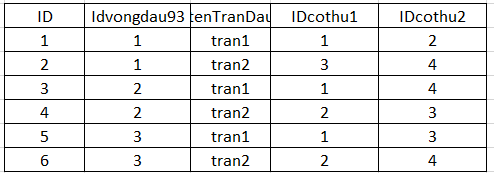 ID Idvongdau93 tenTranDau IDcothu1 IDcothu2
1 1 tran1 1 2
2 1 tran2 3 4
3 2 tran1 1 4
4 2 tran2 2 3
5 3 tran1 1 3
6 3 tran2 2 4